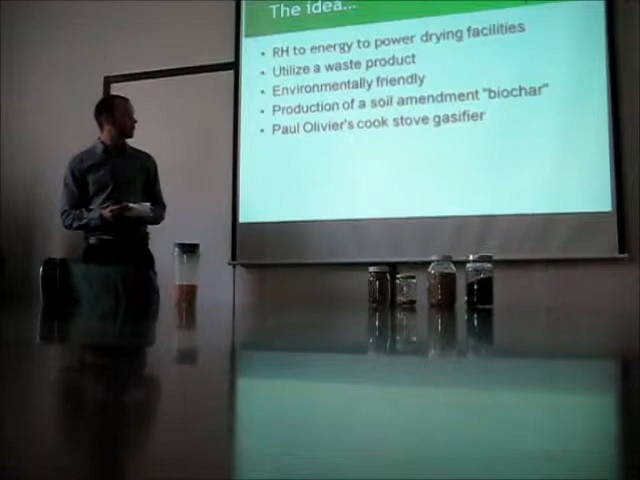 The idea...
• RH to energy to power drying facilities
• Utilize a waste product
• Environmentally friendly
• Production of a soil amendment "biochar"
• Paul Olivier's cook stove gasifier